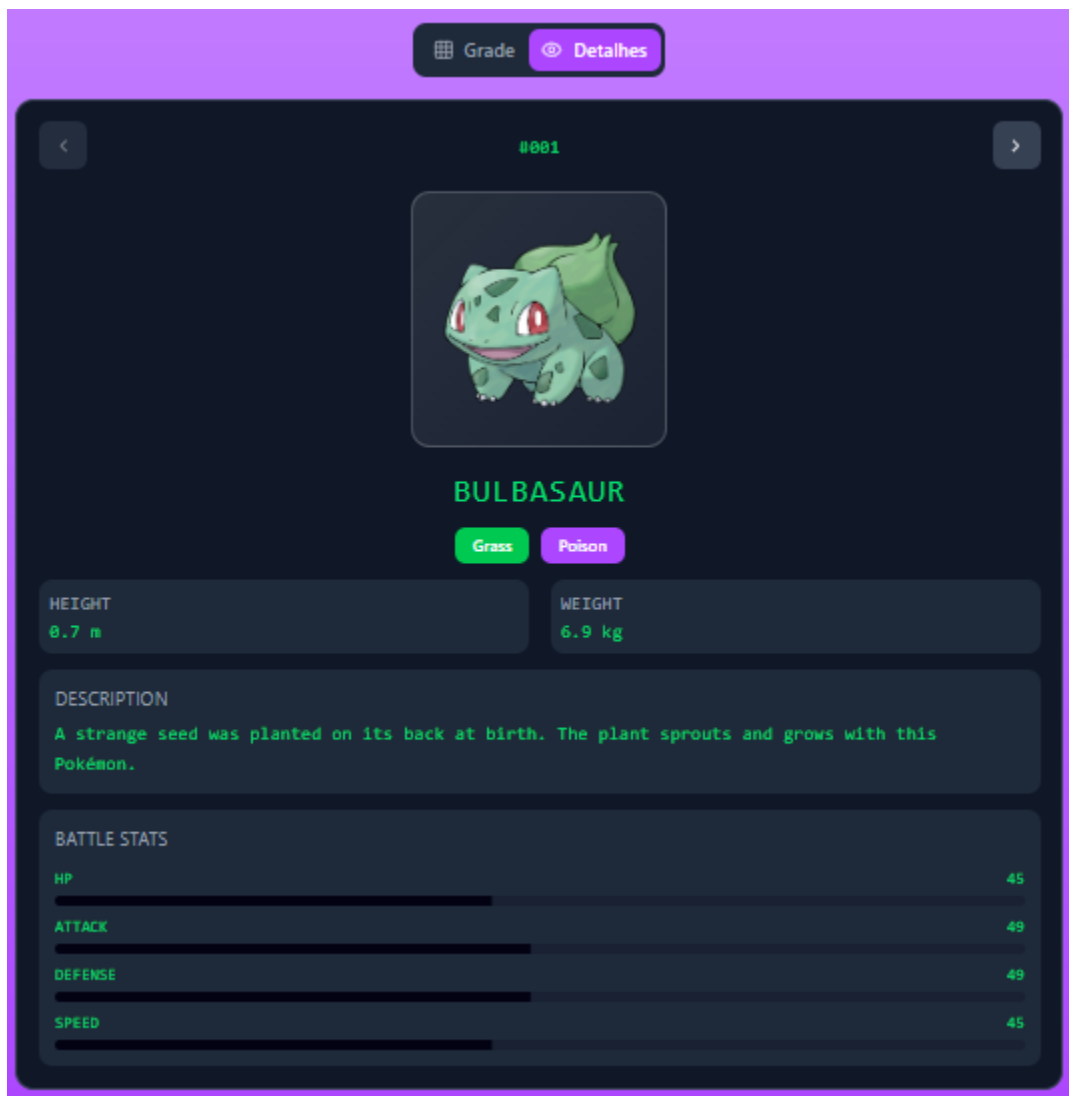 Grade
Detalhes
#001
BULBASAUR
Grass
Poison
HEIGHT
0.7 m
WEIGHT
6.9 kg
DESCRIPTION
A strange seed was planted on its back at birth. The plant sprouts and grows with this
Pokémon.
BATTLE STATS
HP 45
ATTACK 49
DEFENSE 49
SPEED 45